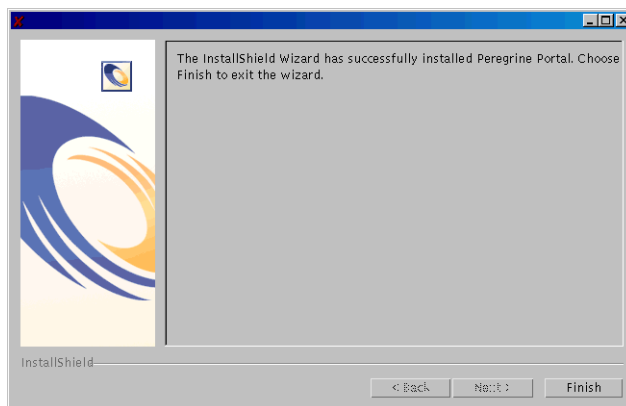 The InstallShield Wizard has successfully installed Peregrine Portal. Choose
Finish to exit the wizard.
InstallShield
< Back
Next >
Finish